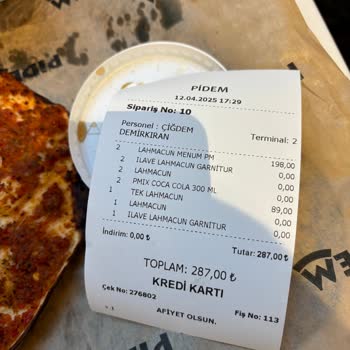 PİDEM
12.04.2025 17:29
Sipariş No: 10
Personel : ÇİĞDEM DEMİRKIRAN Terminal: 2
2 LAHMACUN MENUM PM 198,00
2 İLAVE LAHMACUN GARNİTUR 0,00
2 LAHMACUN 0,00
2 PMIX COCA COLA 300 ML 0,00
1 TEK LAHMACUN 89,00
1 LAHMACUN 0,00
1 ILAVE LAHMACUN GARNİTUR 0,00
İndirim: 0,00 ₺ Tutar: 287,00 ₺
TOPLAM: 287,00 ₺
KREDİ KARTI
Çek No: 276802 Fiş No: 113
AFİYET OLSUN.